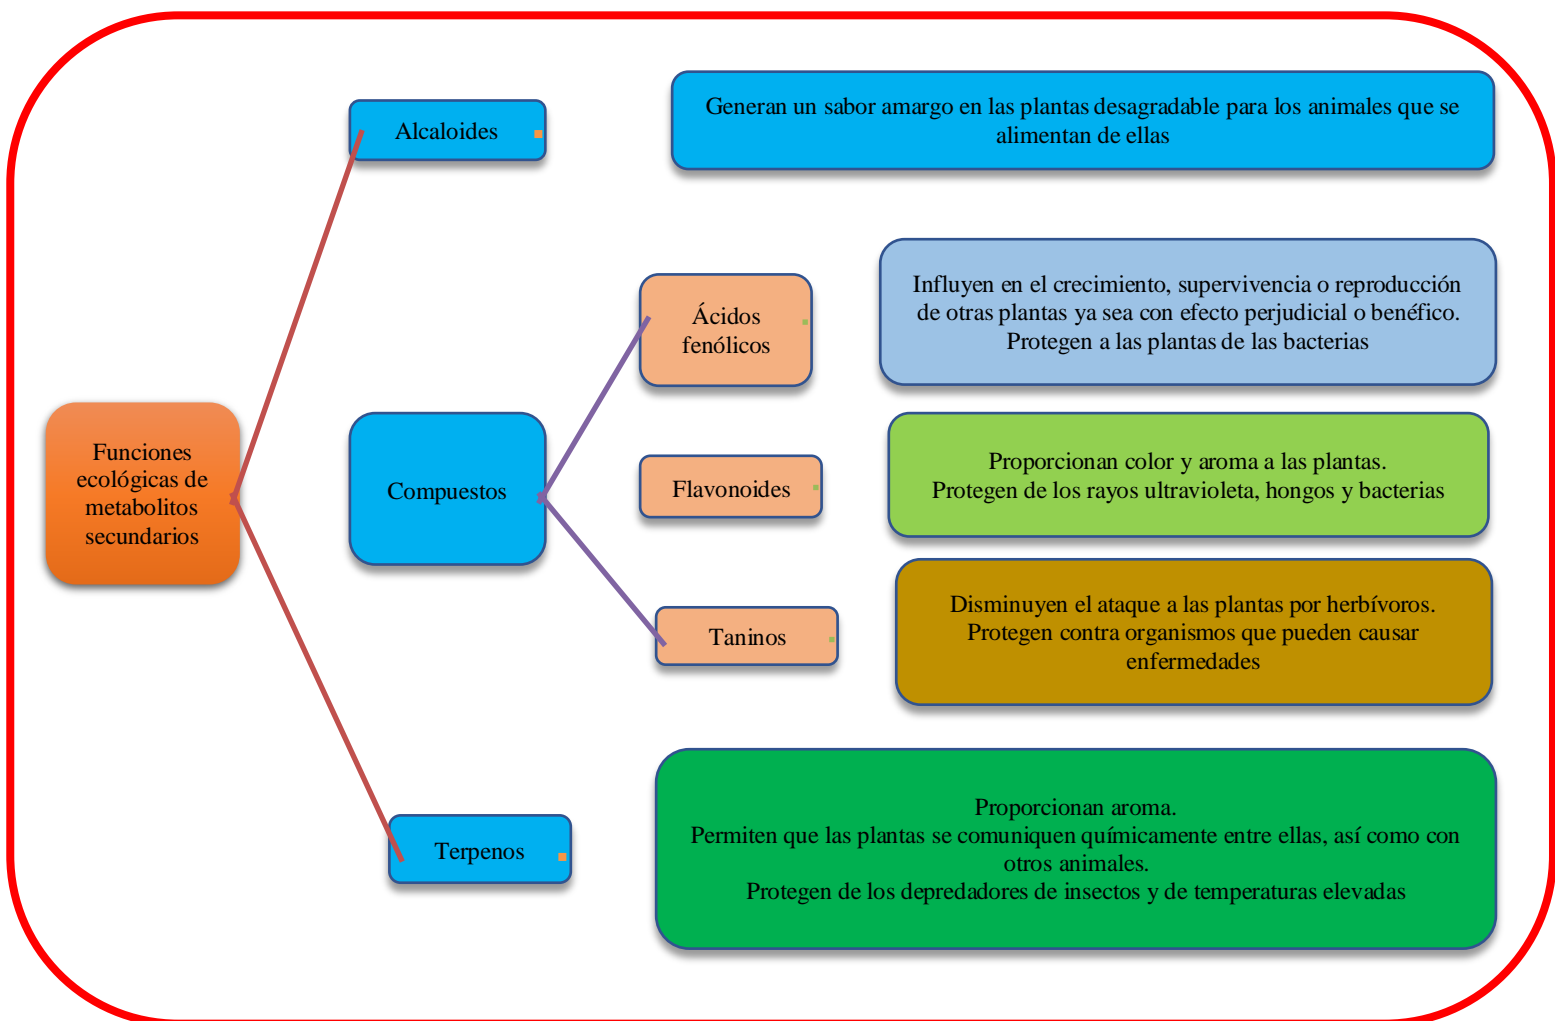 Funciones
ecológicas de
metabolitos
secundarios
Alcaloides
Generan un sabor amargo en las plantas desagradable para los animales que se
alimentan de ellas
Compuestos
Ácidos
fenólicos
Influyen en el crecimiento, supervivencia o reproducción
de otras plantas ya sea con efecto perjudicial o benéfico.
Protegen a las plantas de las bacterias
Flavonoides
Proporcionan color y aroma a las plantas.
Protegen de los rayos ultravioleta, hongos y bacterias
Taninos
Disminuyen el ataque a las plantas por herbívoros.
Protegen contra organismos que pueden causar
enfermedades
Terpenos
Proporcionan aroma.
Permiten que las plantas se comuniquen químicamente entre ellas, así como con
otros animales.
Protegen de los depredadores de insectos y de temperaturas elevadas